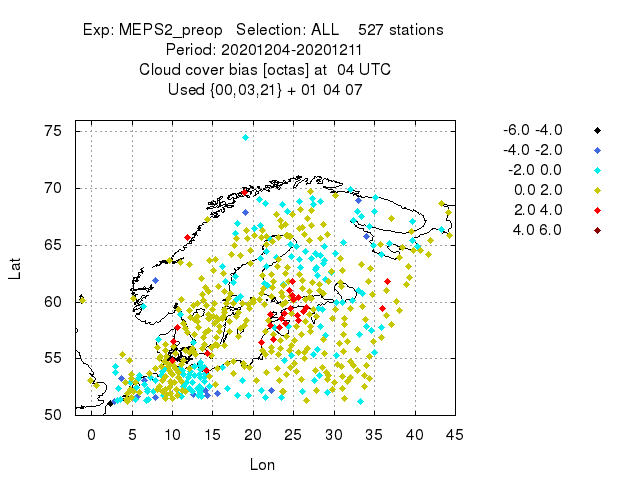 Exp: MEPS2_preop Selection: ALL 527 stations
Period: 20201204-20201211
Cloud cover bias [octas] at 04 UTC
Used {00,03,21} + 01 04 07
-6.0 -4.0
-4.0 -2.0
-2.0 0.0
0.0 2.0
2.0 4.0
4.0 6.0
75
70
65
60
55
50
Lat
0 5 10 15 20 25 30 35 40 45
Lon